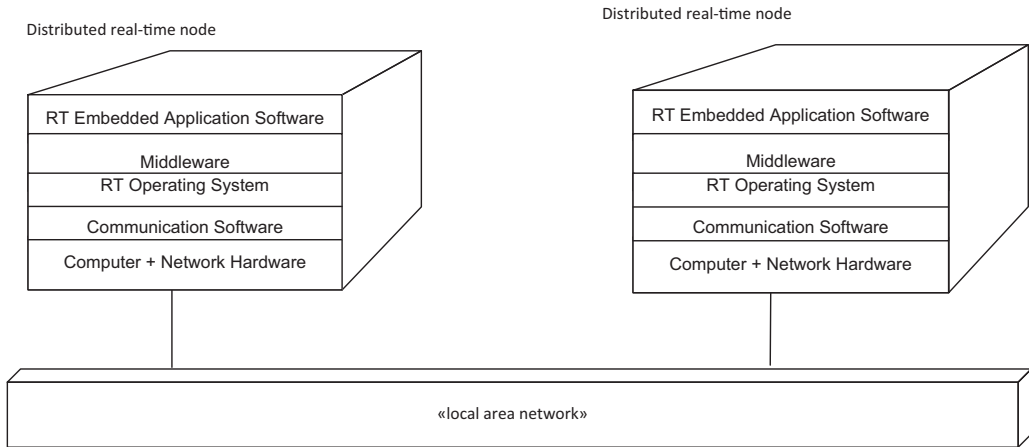 Distributed real-time node
RT Embedded Application Software
Middleware
RT Operating System
Communication Software
Computer + Network Hardware
Distributed real-time node
RT Embedded Application Software
Middleware
RT Operating System
Communication Software
Computer + Network Hardware
«local area network»